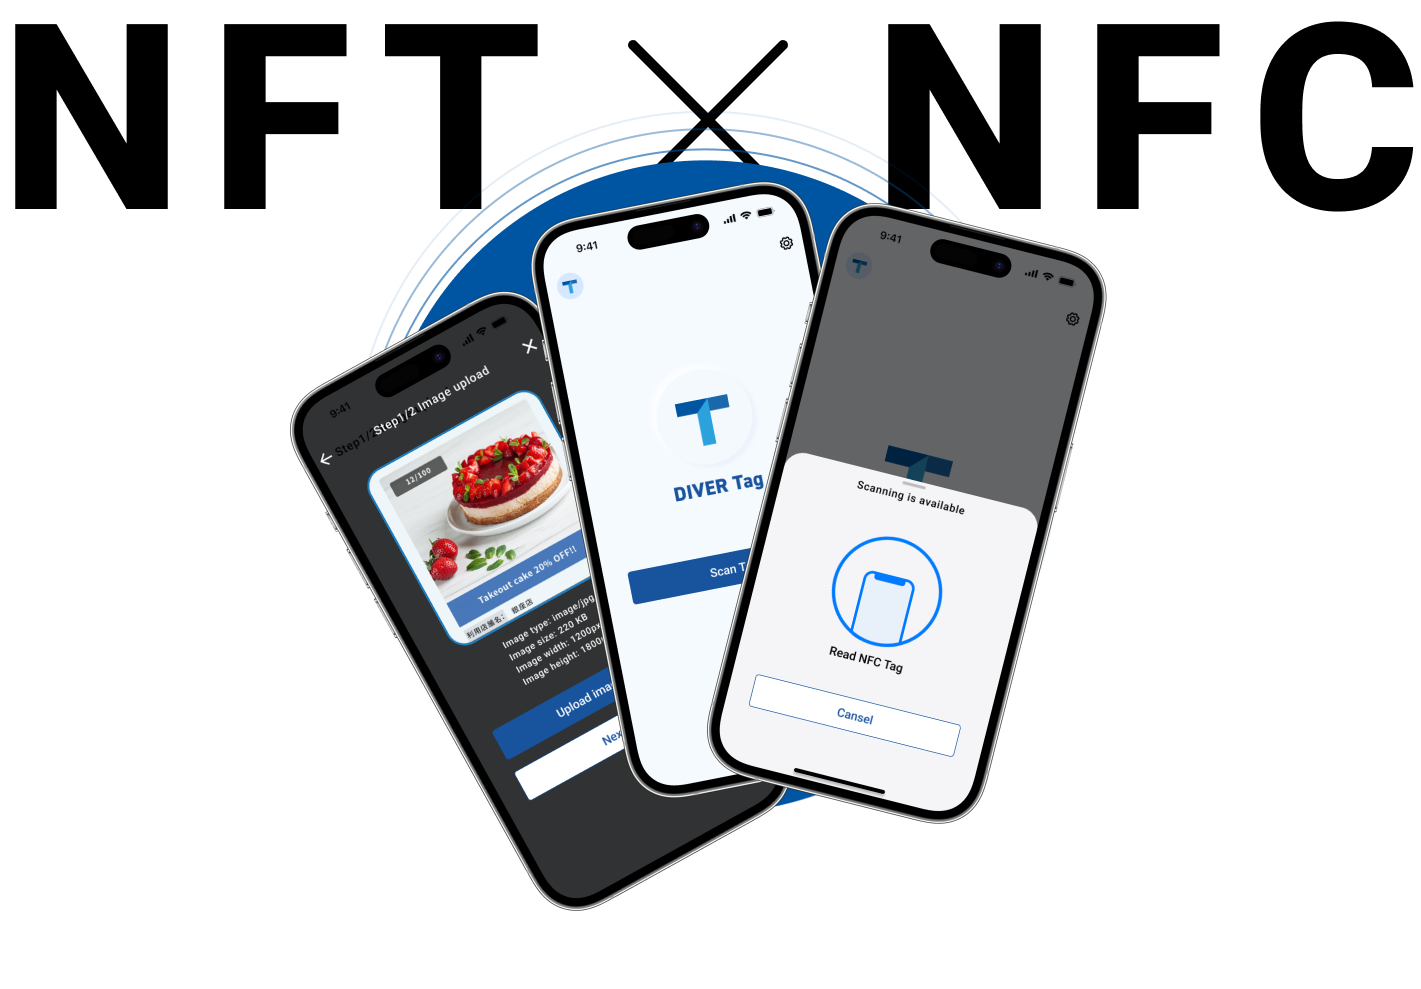 NFT × NFC
9:41
Step1/2 Image upload
12/100
Takeout cake 20% OFF!!
利用店舗名： 銀座店
Image type: image/jpg
Image size: 220 KB
Image width: 1200px
Image height: 1800
Upload ima
Nex
9:41
DIVER Tag
Scan T
9:41
Scanning is available
Read NFC Tag
Cansel